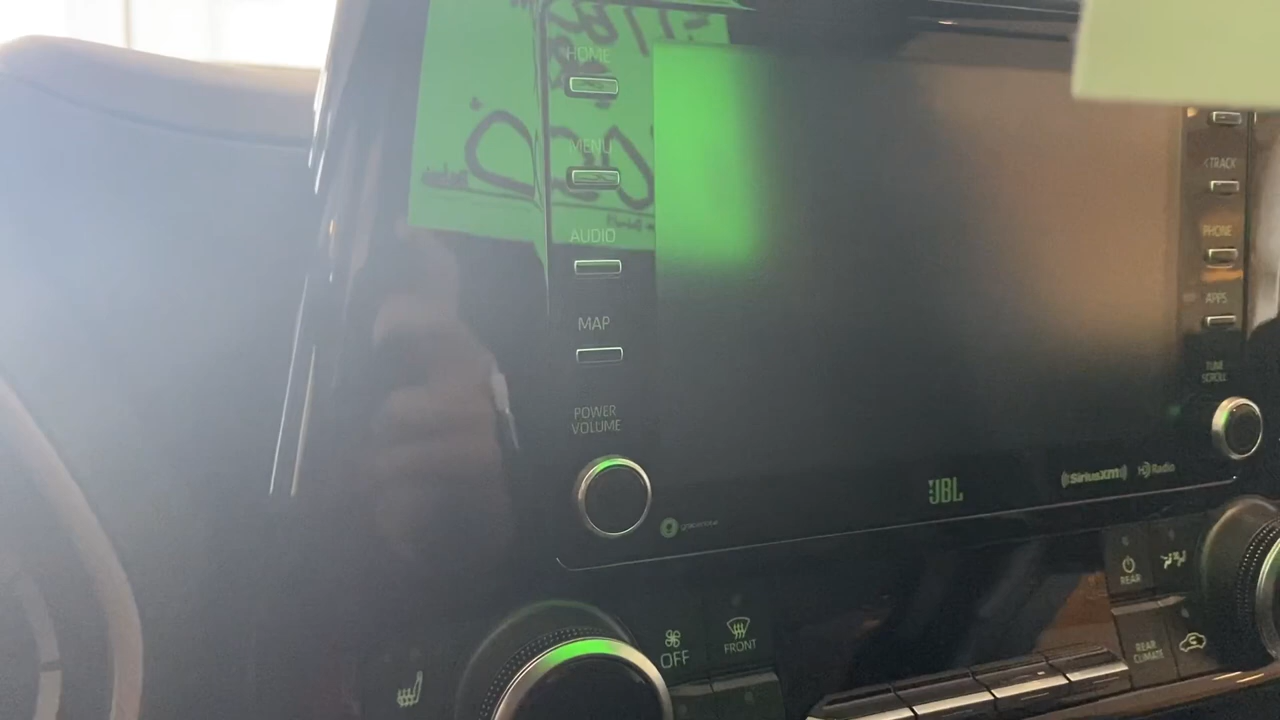 HOME
MENU
AUDIO
MAP
POWER
VOLUME
TRACK
PHONE
APPS
TUNE
SCROLL
gracenote
JBL
SiriusXM
HD Radio
OFF
FRONT
REAR
REAR
CLIMATE